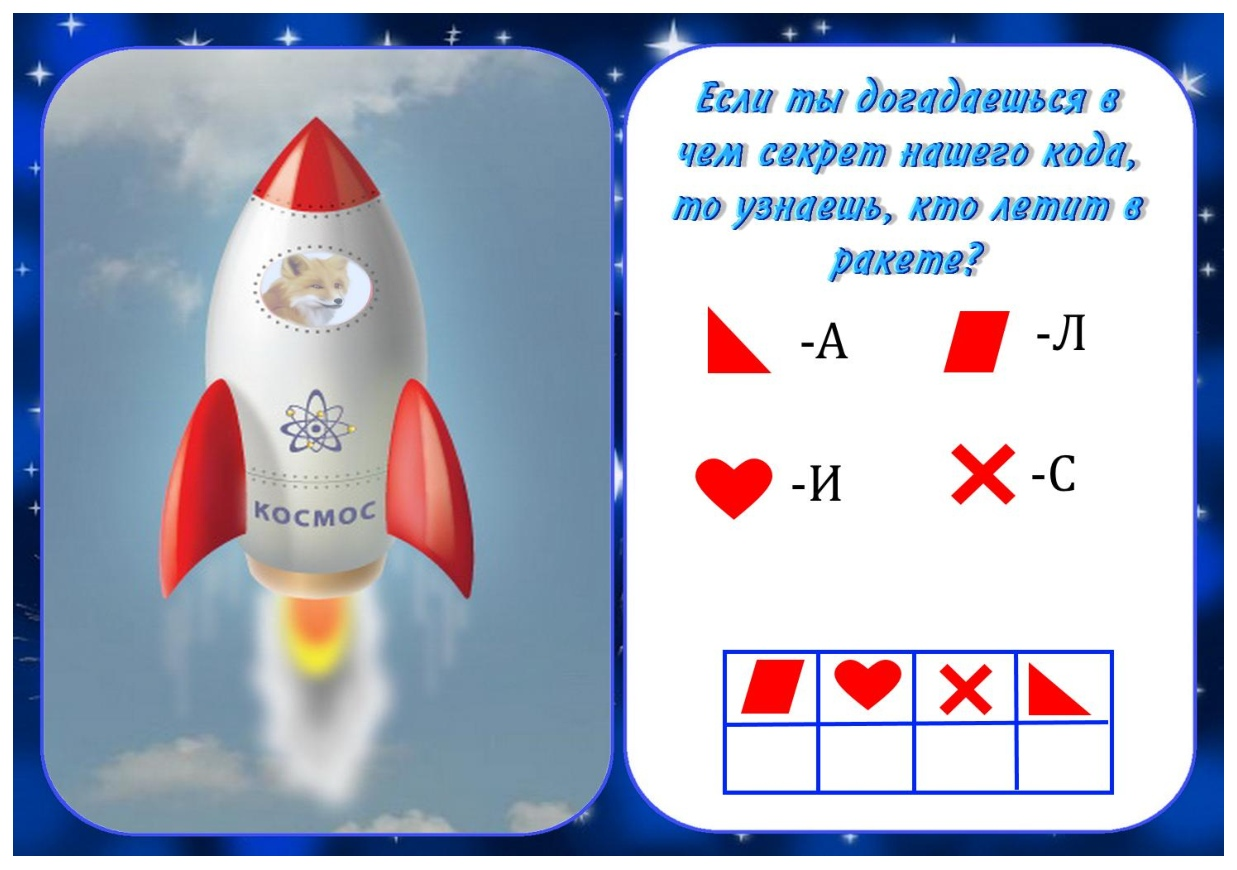 КОСМОС
Если ты догадаешься в
чем секрет нашего кода,
то узнаешь, кто летит в
ракете?
-А
-Л
-И
-С